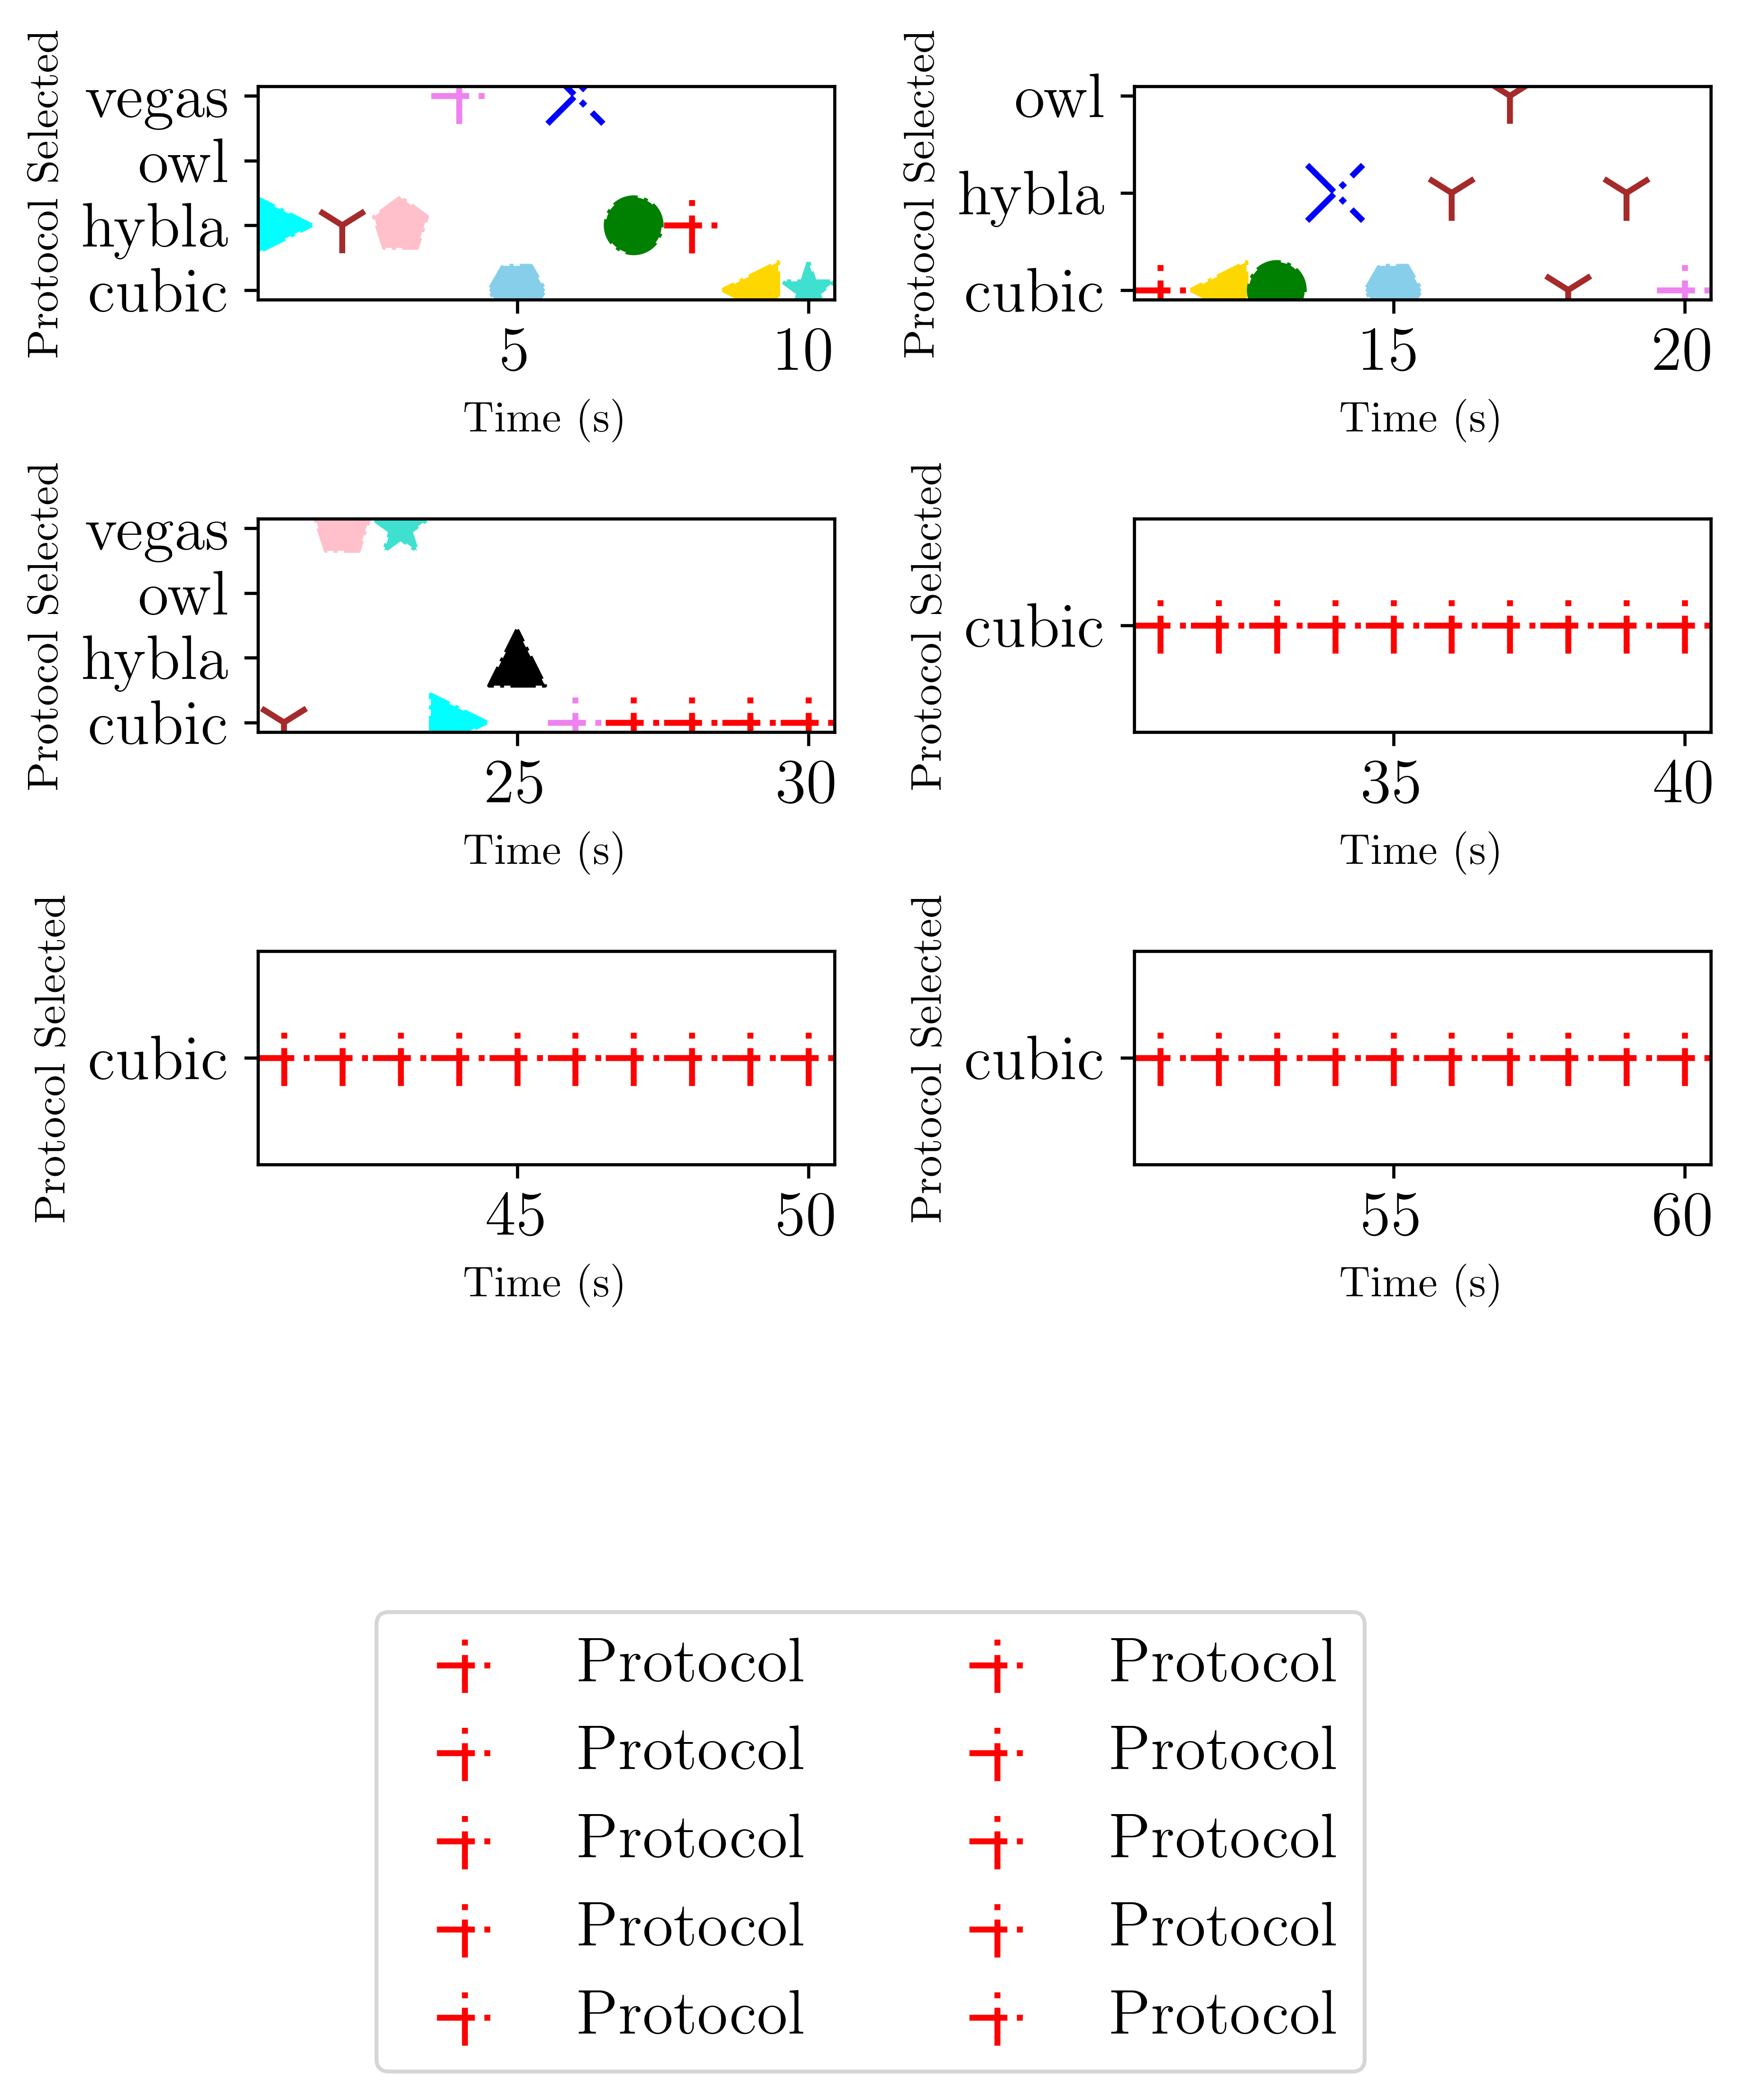 Protocol Selected
vegas
owl
hybla
cubic
5
10
Time (s)
Protocol Selected
owl
hybla
cubic
15
20
Time (s)
Protocol Selected
vegas
owl
hybla
cubic
25
30
Time (s)
Protocol Selected
cubic
35
40
Time (s)
Protocol Selected
cubic
45
50
Time (s)
Protocol Selected
cubic
55
60
Time (s)
Protocol
Protocol
Protocol
Protocol
Protocol
Protocol
Protocol
Protocol
Protocol
Protocol